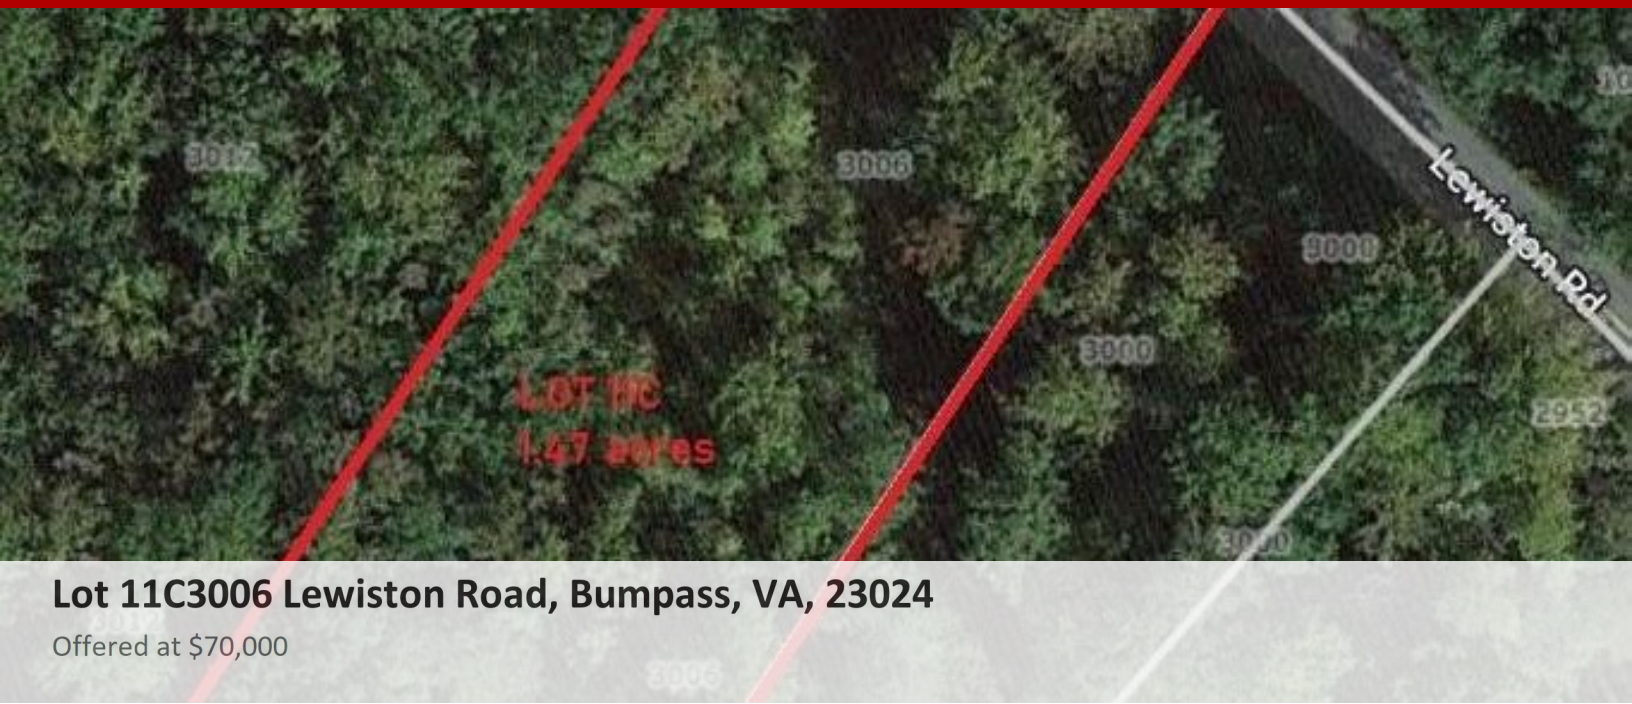 3012
3006
Lewiston Rd
3000
3000
LOT 11C
1.47 acres
2952
Lot 11C3006 Lewiston Road, Bumpass, VA, 23024
Offered at $70,000
3006